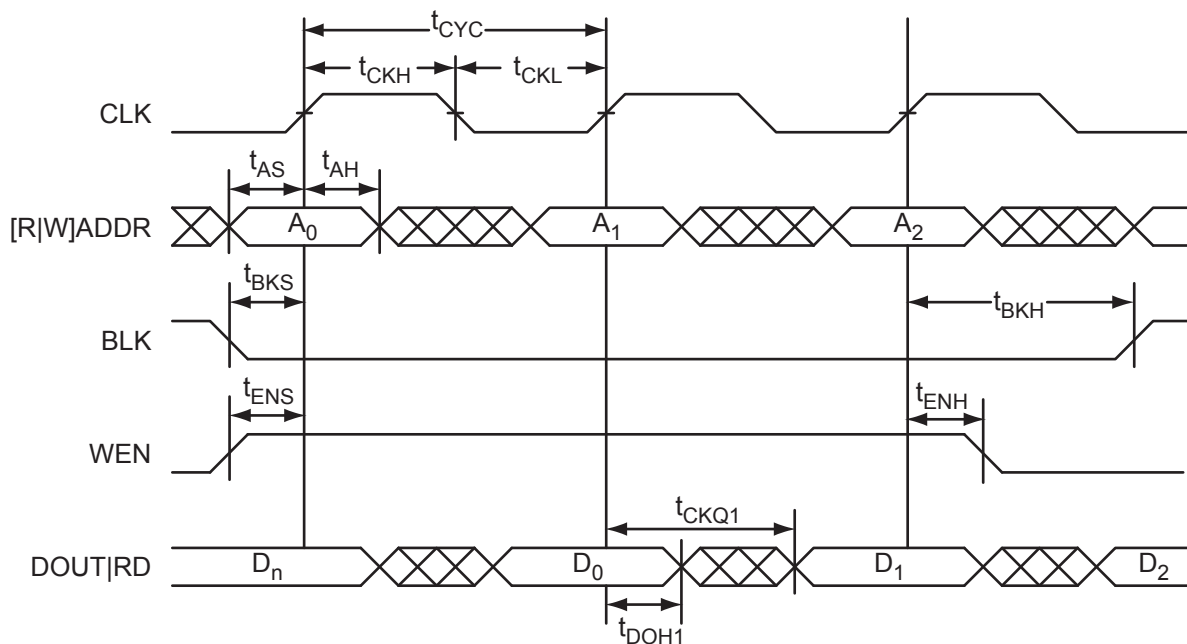 tCYC
tCKH tCKL
CLK
tAS tAH
[R|W]ADDR A0 A1 A2
tBKS tBKH
BLK
tENS tENH
WEN
tCKQ1
DOUT|RD Dn D0 D1 D2
tDOH1